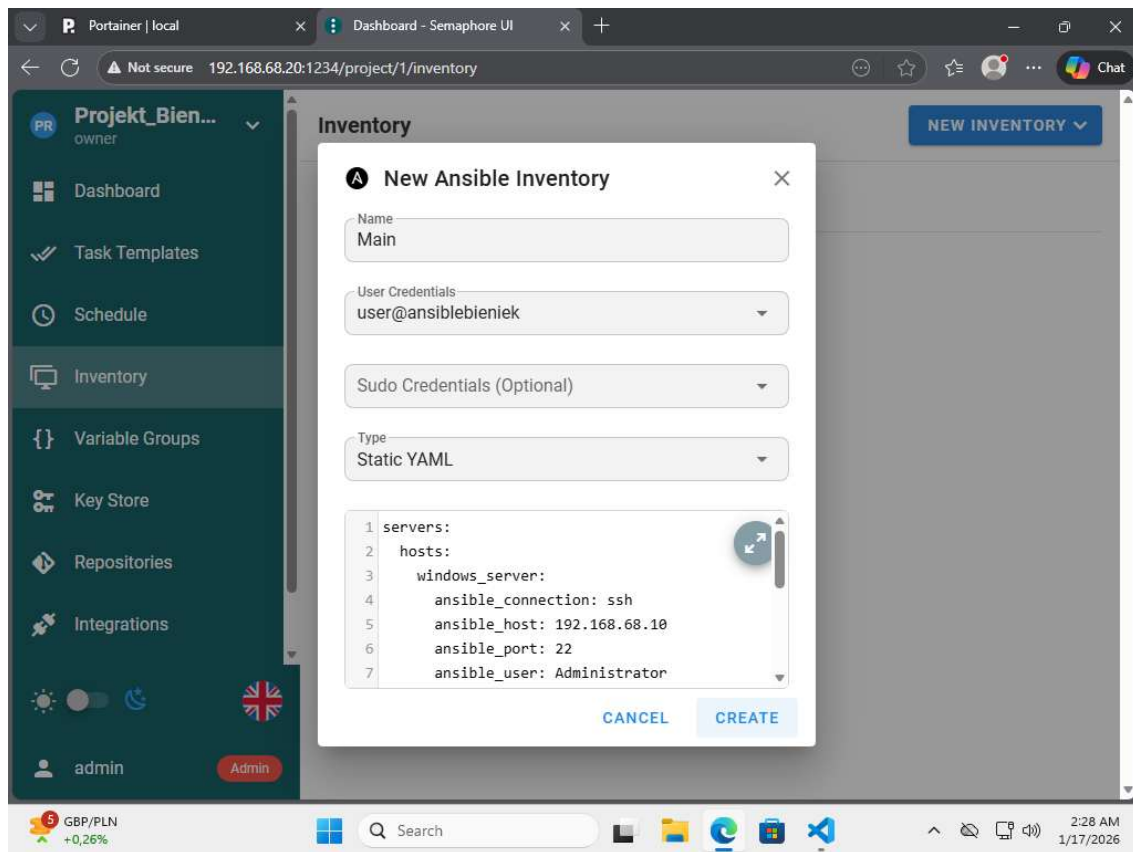 Portainer | local
Dashboard - Semaphore UI
Not secure 192.168.68.20:1234/project/1/inventory
Chat
PR
Projekt_Bien...
owner
Dashboard
Task Templates
Schedule
Inventory
Variable Groups
Key Store
Repositories
Integrations
admin
Admin
Inventory
NEW INVENTORY
New Ansible Inventory
Name
Main
User Credentials
user@ansiblebieniek
Sudo Credentials (Optional)
Type
Static YAML
1 servers:
2 hosts:
3 windows_server:
4 ansible_connection: ssh
5 ansible_host: 192.168.68.10
6 ansible_port: 22
7 ansible_user: Administrator
CANCEL
CREATE
5
GBP/PLN
+0,26%
Search
2:28 AM
1/17/2026